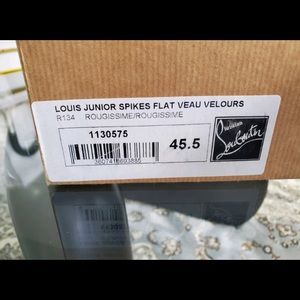 LOUIS JUNIOR SPIKES FLAT VEAU VELOURS
R134 ROUGISSIME/ROUGISSIME
1130575
45.5
Christian
Louboutin